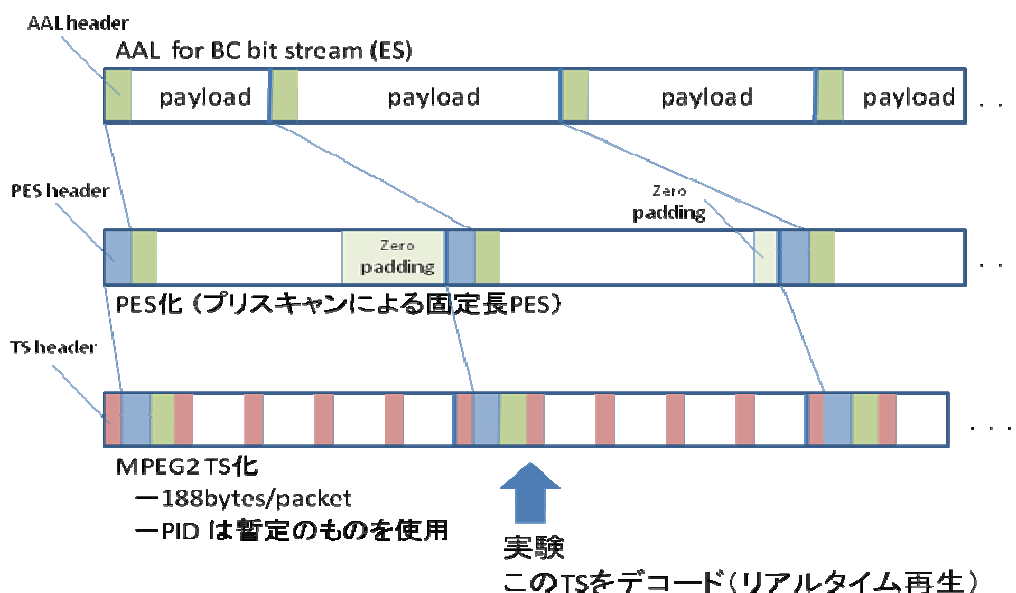 AAL header
AAL for BC bit stream (ES)
payload payload payload payload . .
PES header
Zero
padding
Zero
padding
. .
PES化（プリスキャンによる固定長PES）
TS header
. . .
MPEG2 TS化
ー188bytes/packet
ーPID は暫定のものを使用
実験
このTSをデコード（リアルタイム再生）